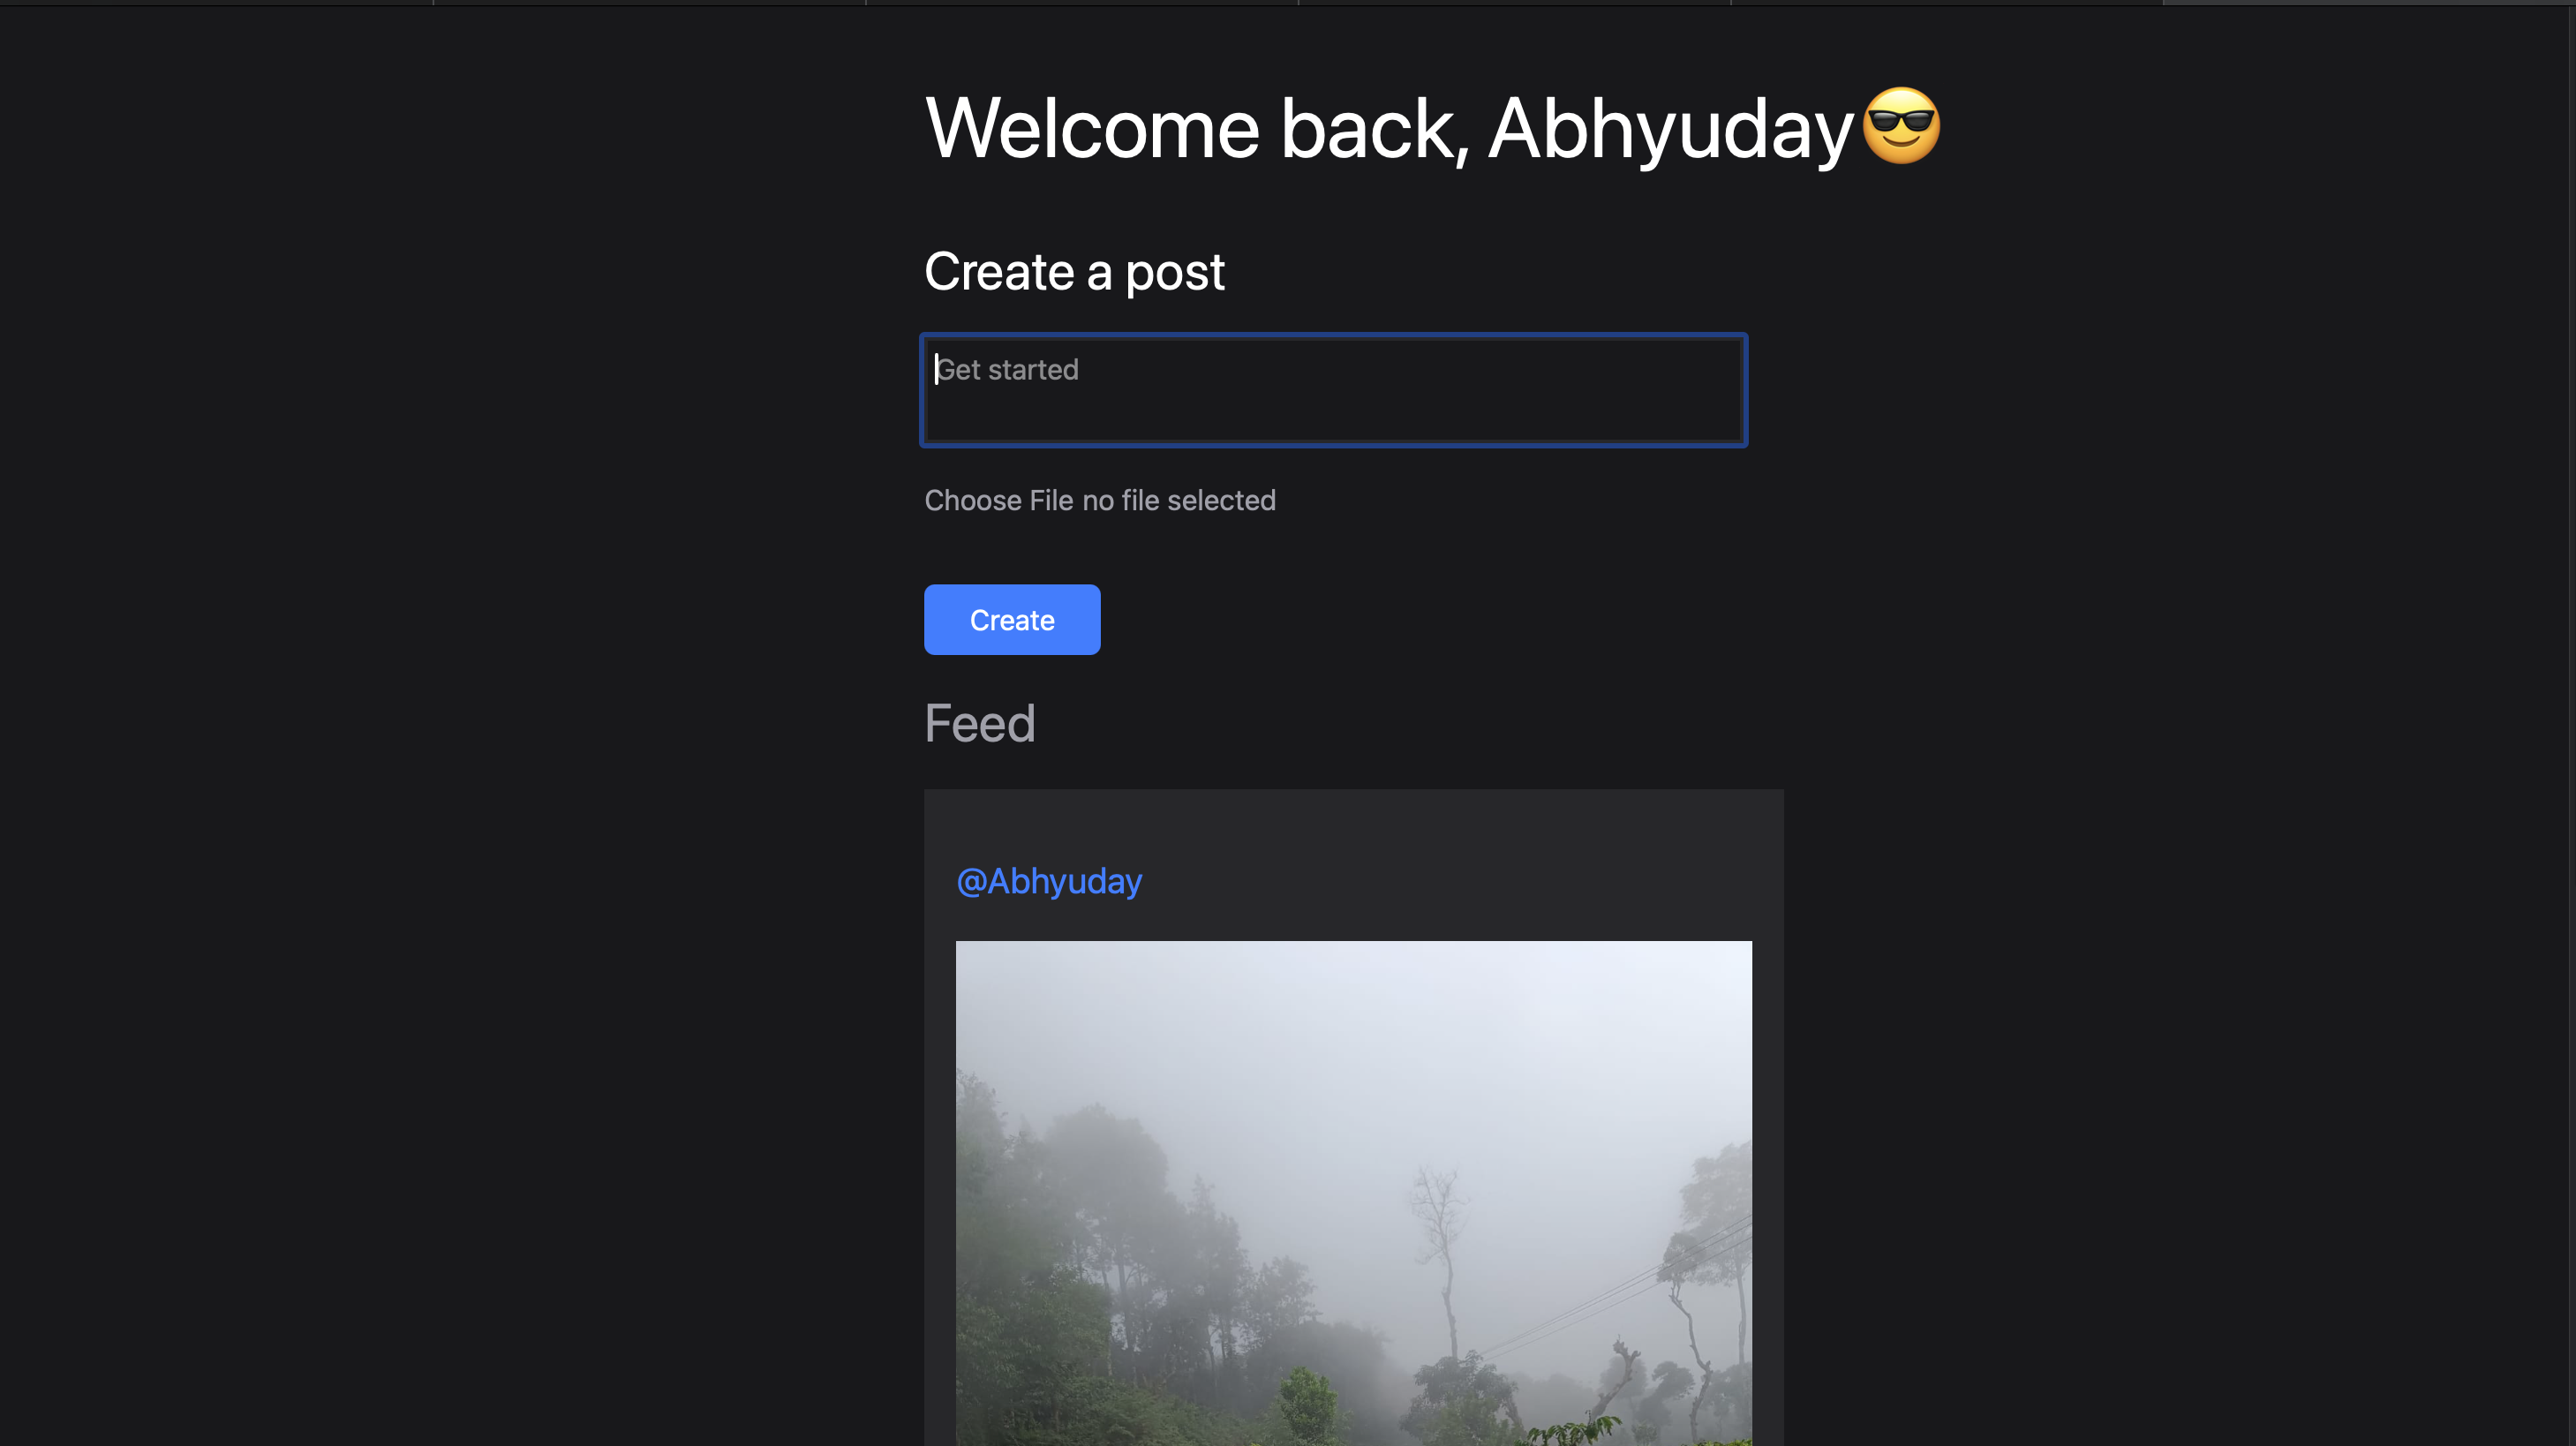 Welcome back, Abhyuday😎
Create a post
Get started
Choose File no file selected
Create
Feed
@Abhyuday